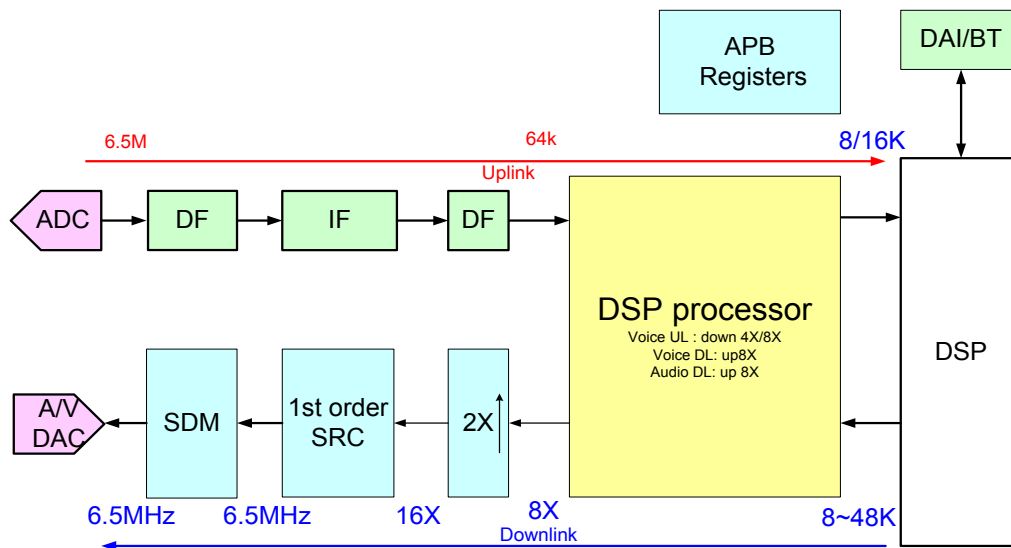 APB
Registers
DAI/BT
6.5M
64k
8/16K
Uplink
ADC
DF
IF
DF
DSP processor
Voice UL : down 4X/8X
Voice DL: up8X
Audio DL: up 8X
DSP
A/V
DAC
SDM
1st order
SRC
2X
6.5MHz
6.5MHz
16X
8X
8~48K
Downlink